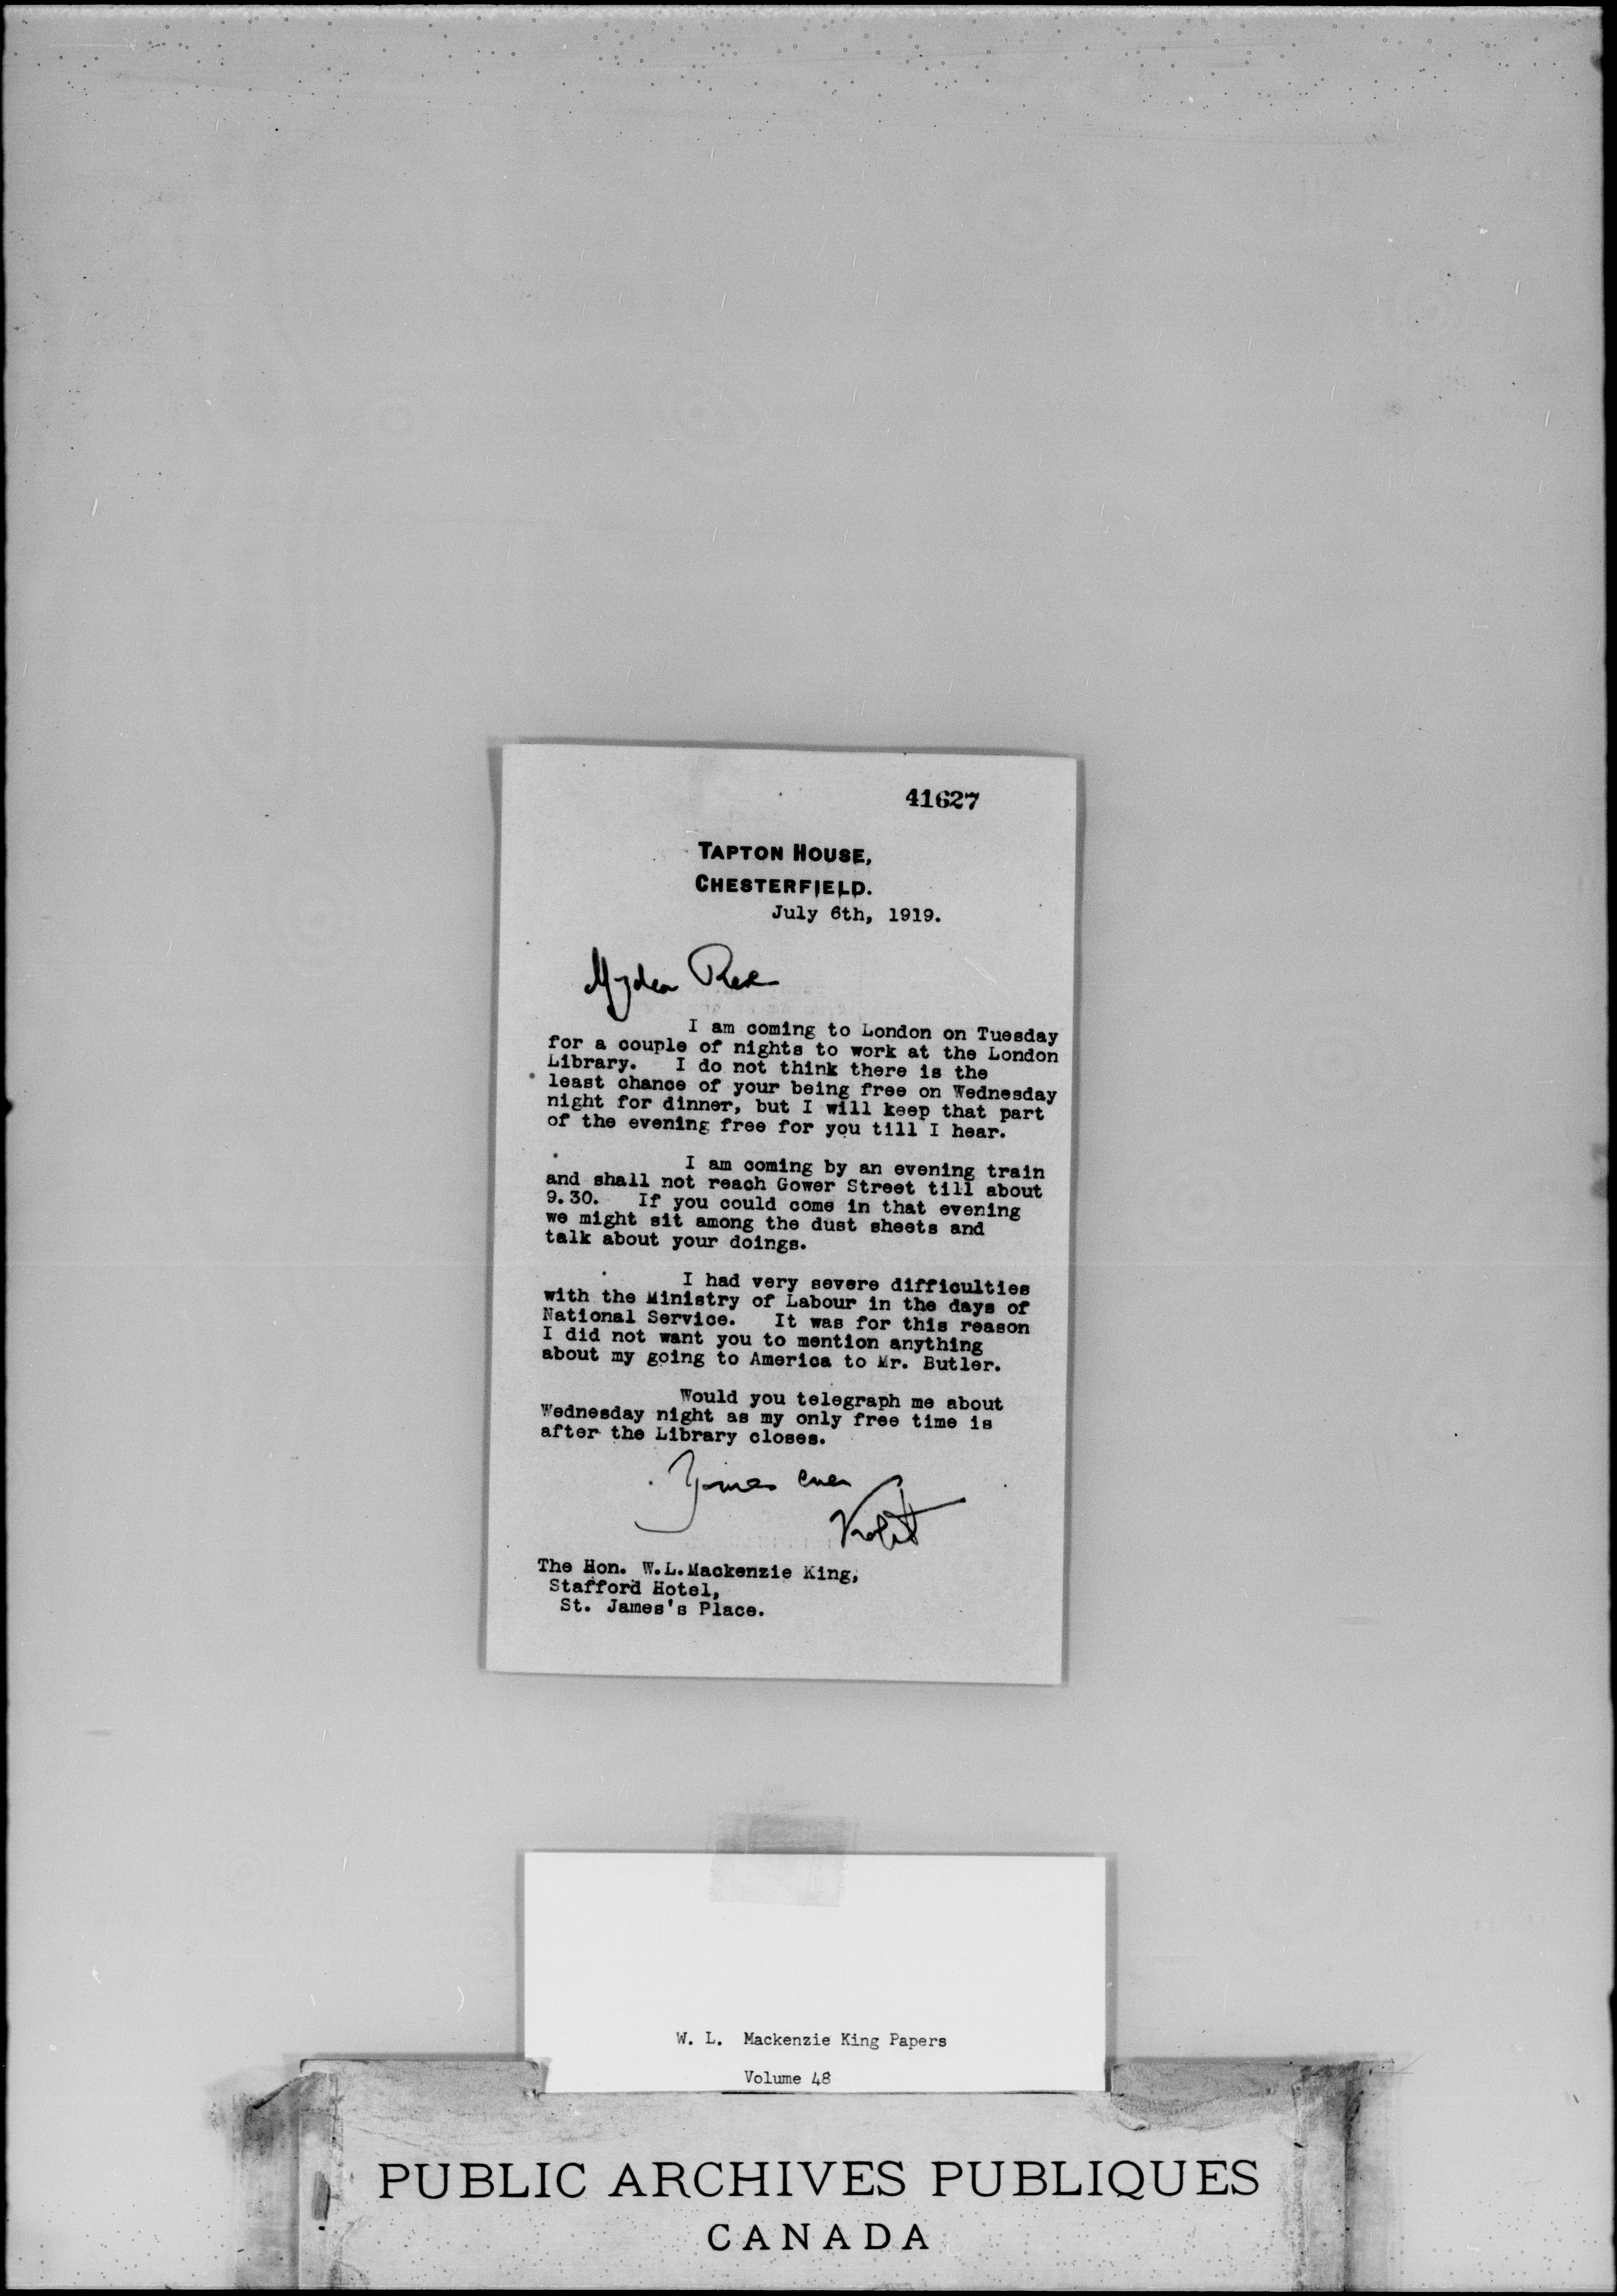 41627
TAPTON HOUSE,
CHESTERFIELD.
July 6th, 1919.
My dear Rex
I am coming to London on Tuesday
for a couple of nights to work at the London
Library. I do not think there is the
least chance of your being free on Wednesday
night for dinner, but I will keep that part
of the evening free for you till I hear.
I am coming by an evening train
and shall not reach Gower Street till about
9.30. If you could come in that evening
we might sit among the dust sheets and
talk about your doings.
I had very severe difficulties
with the Ministry of Labour in the days of
National Service. It was for this reason
I did not want you to mention anything
about my going to America to Mr. Butler.
Would you telegraph me about
Wednesday night as my only free time is
after the Library closes.
Yours ever
Violet
The Hon. W.L.Mackenzie King,
Stafford Hotel,
St. James's Place.
W. L. Mackenzie King Papers
Volume 48
PUBLIC ARCHIVES PUBLIQUES
CANADA